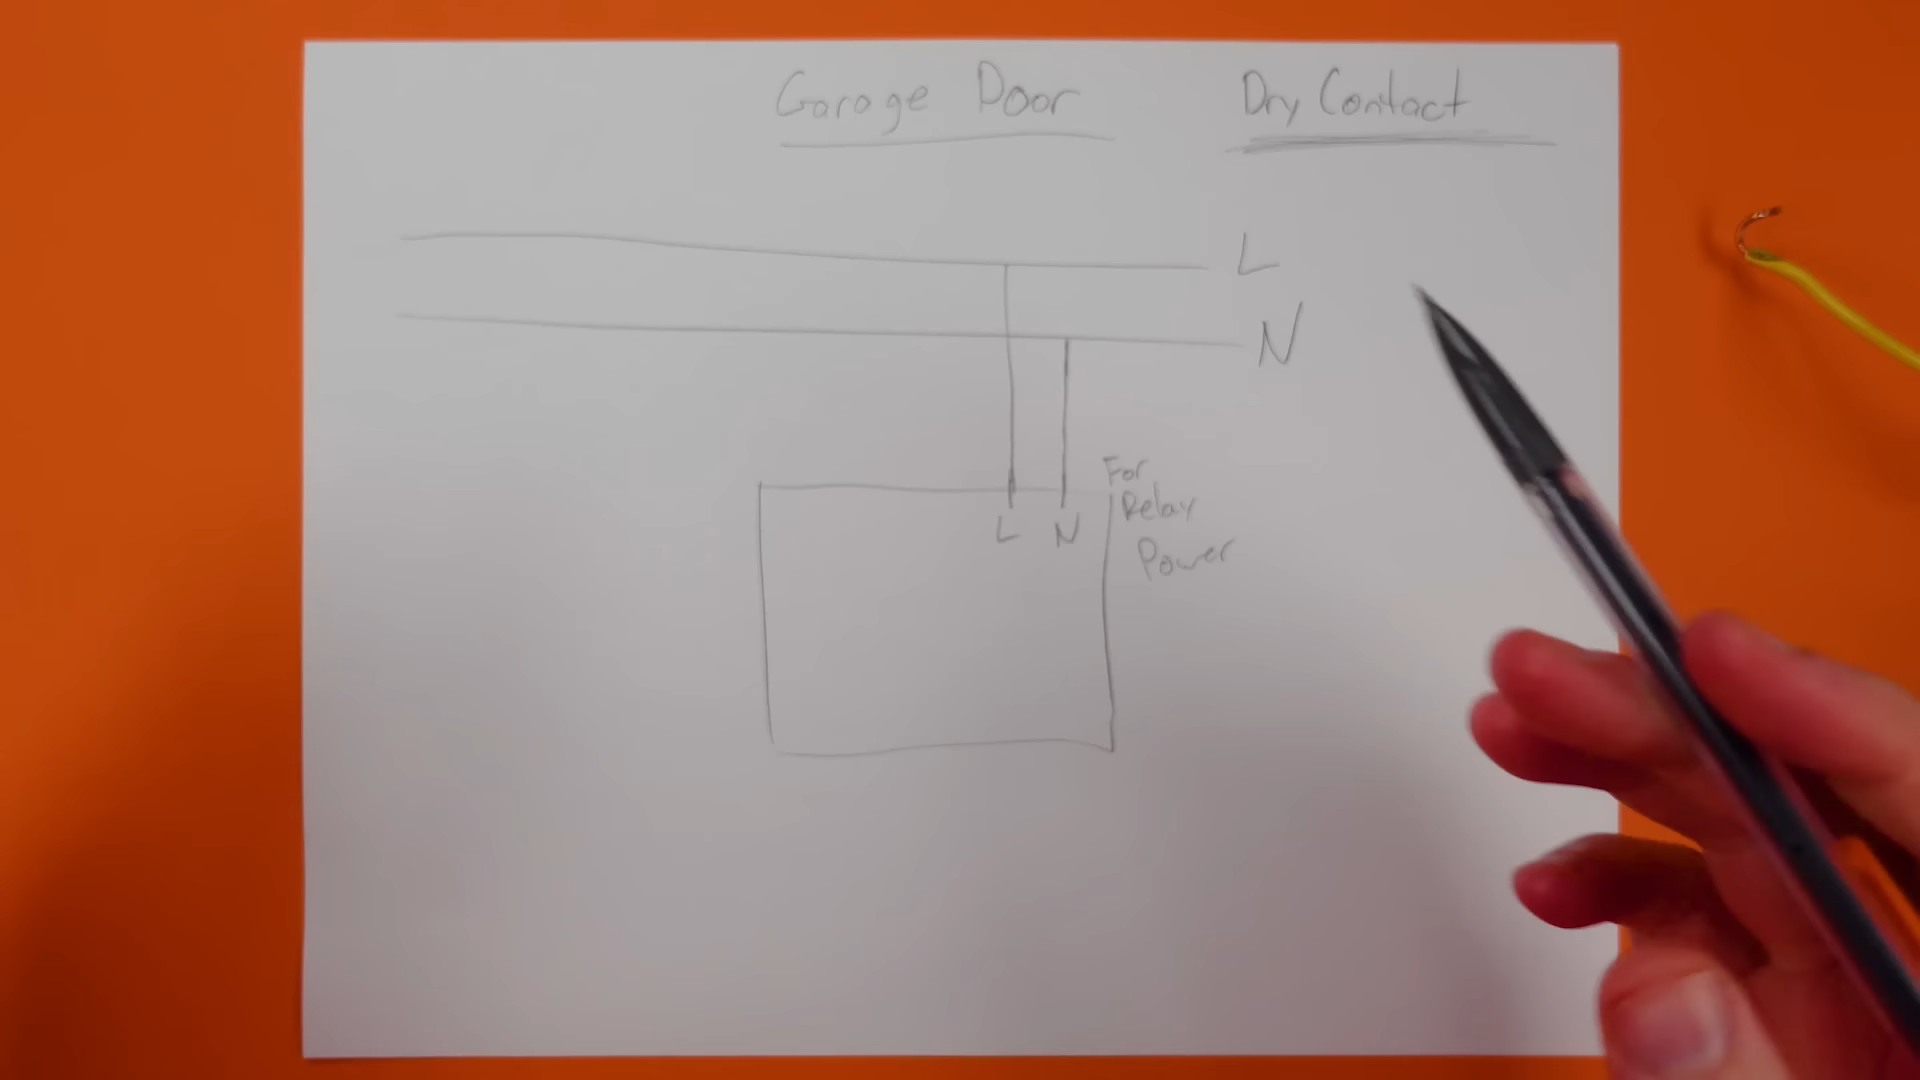 Garage Door Dry Contact
L
N
For
Relay
Power
L N